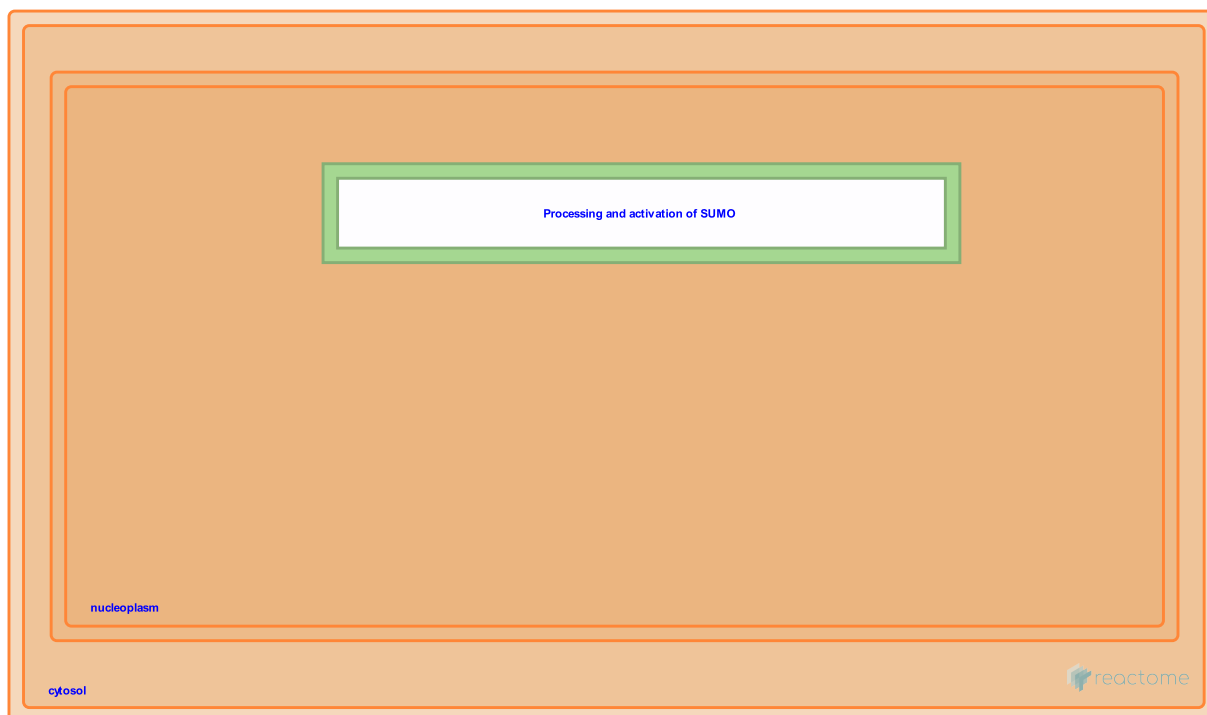 Processing and activation of SUMO
nucleoplasm
reactome
cytosol